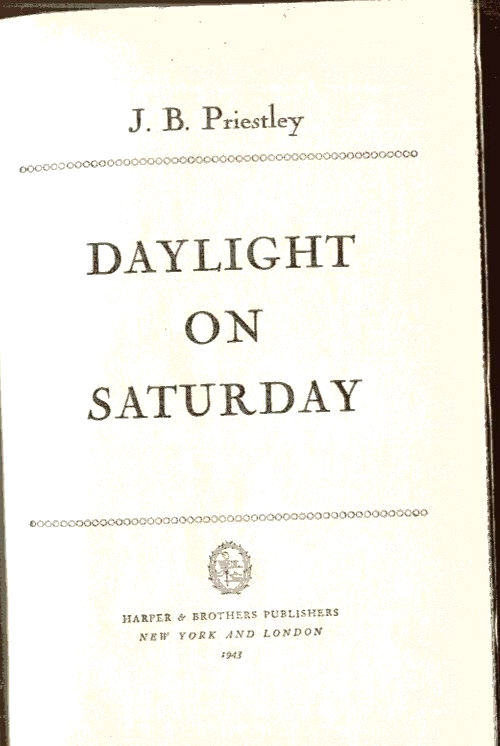 J. B. Priestley
DAYLIGHT
ON
SATURDAY
HARPER & BROTHERS PUBLISHERS
NEW YORK AND LONDON
1943